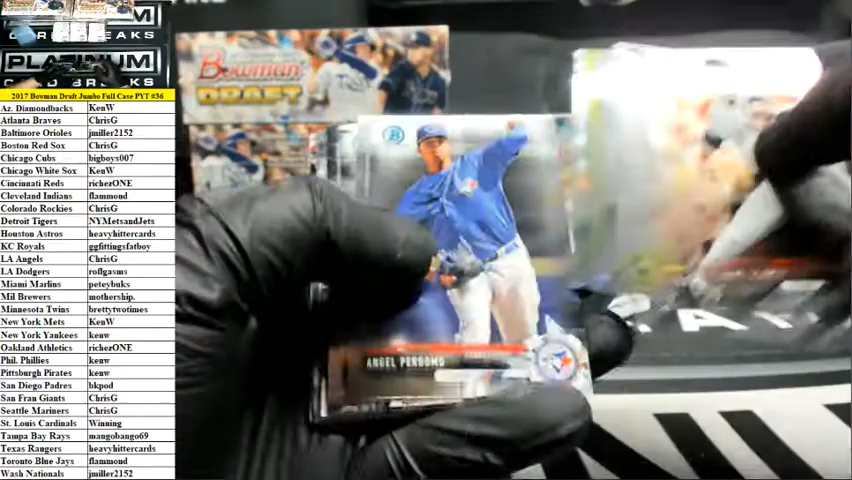 PLATINUM
CARD BREAKS
2017 Bowman Draft Jumbo Full Case PYT #36
Az. Diamondbacks KenW
Atlanta Braves ChrisG
Baltimore Orioles jmiller2152
Boston Red Sox ChrisG
Chicago Cubs bigboys007
Chicago White Sox KenW
Cincinnati Reds richezONE
Cleveland Indians flammond
Colorado Rockies ChrisG
Detroit Tigers NYMetsandJets
Houston Astros heavyhittercards
KC Royals ggfittingsfatboy
LA Angels ChrisG
LA Dodgers roflgasms
Miami Marlins peteybuks
Mil Brewers mothership.
Minnesota Twins brettytwotimes
New York Mets KenW
New York Yankees kenw
Oakland Athletics richezONE
Phil. Phillies kenw
Pittsburgh Pirates kenw
San Diego Padres bkpod
San Fran Giants ChrisG
Seattle Mariners ChrisG
St. Louis Cardinals Winning
Tampa Bay Rays mangobango69
Texas Rangers heavyhittercards
Toronto Blue Jays flammond
Wash Nationals jmiller2152
Bowman
DRAFT
B
ANGEL PERDOMO